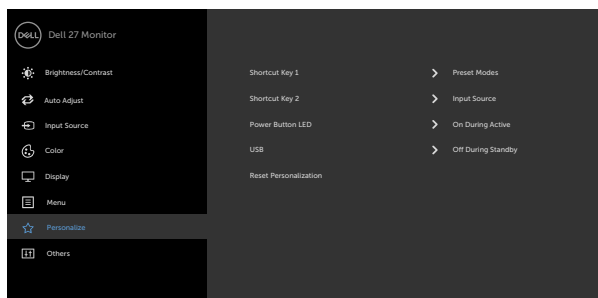 DELL Dell 27 Monitor
Brightness/Contrast Shortcut Key 1 Preset Modes
Auto Adjust Shortcut Key 2 Input Source
Input Source Power Button LED On During Active
Color USB Off During Standby
Display Reset Personalization
Menu
Personalize
Others